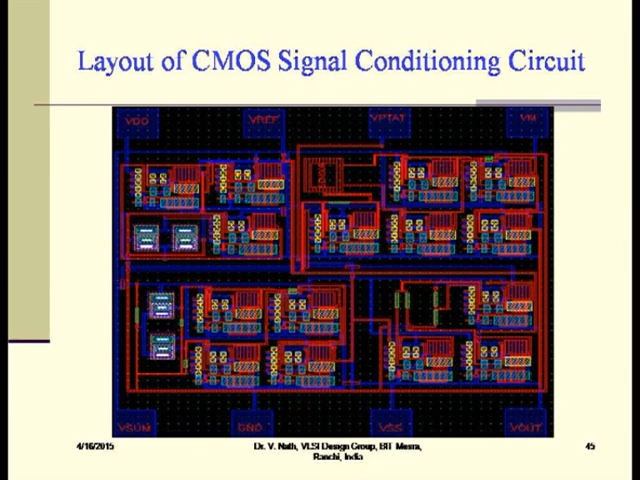 Layout of CMOS Signal Conditioning Circuit
VDD VREF VPTAT VM
VSUM GND VSS VOUT
4/16/2015 Dr. V. Nath, VLSI Design Group, BIT Mesra, 45
Ranchi, India